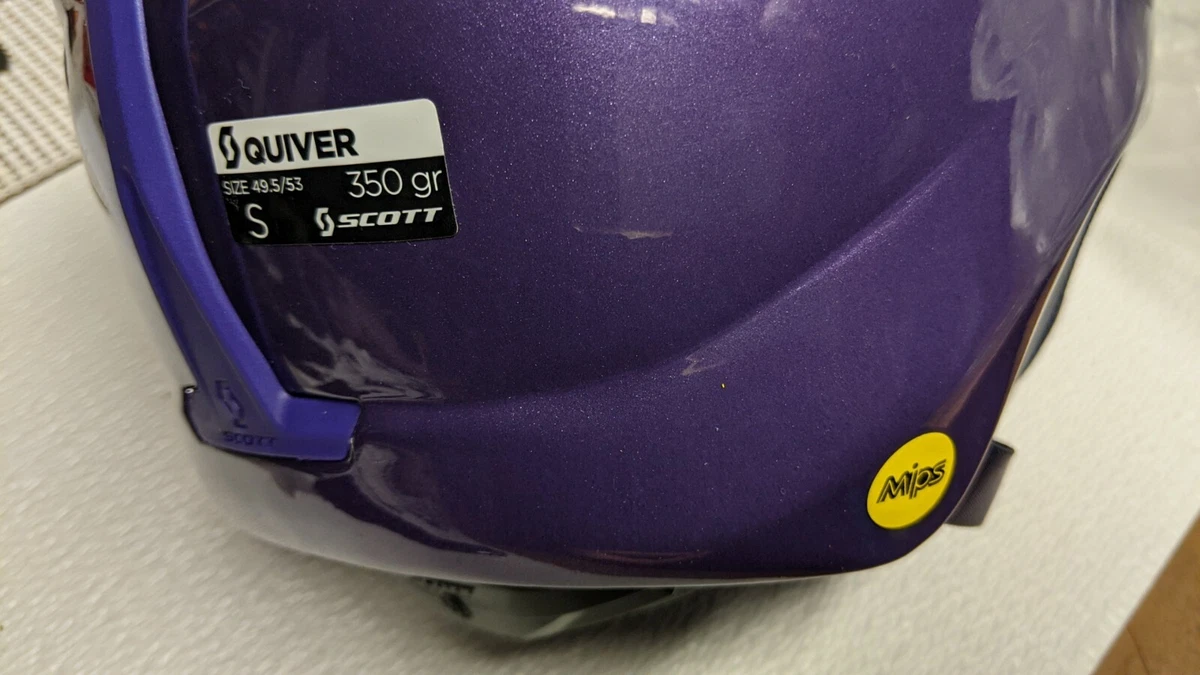 QUIVER
SIZE 49.5/53 350 gr
S SCOTT
SCOTT
Mips